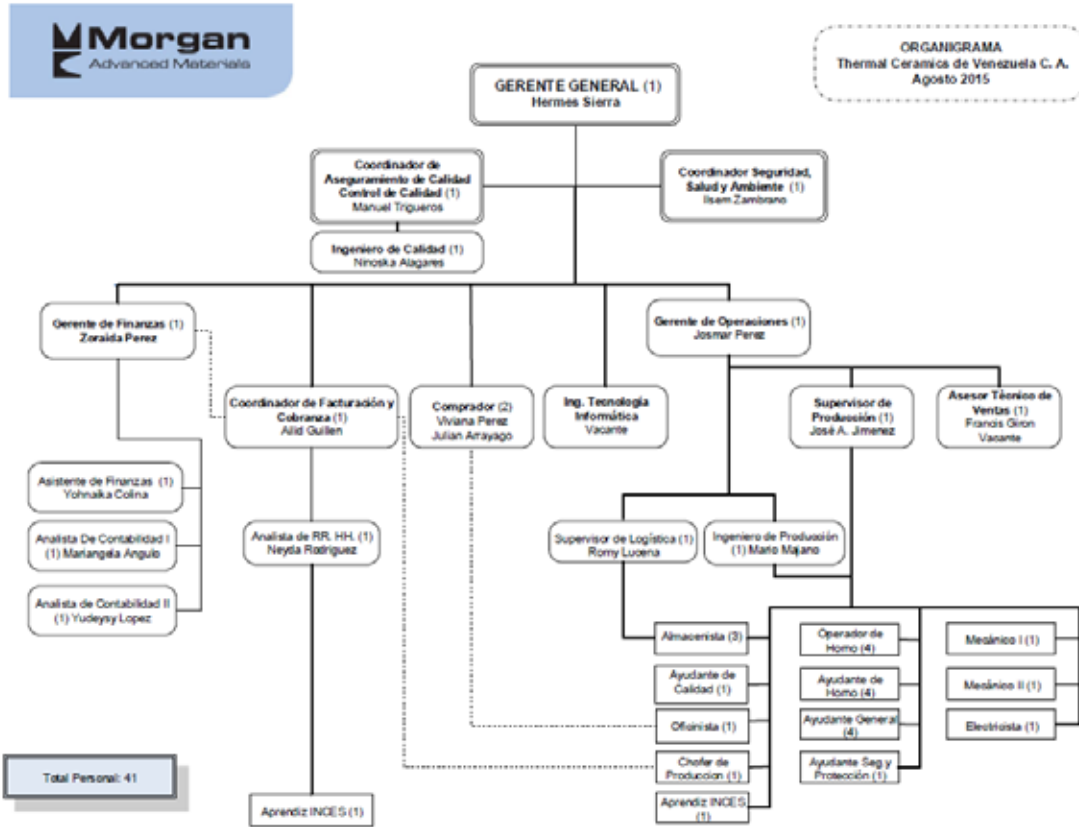 Morgan
Advanced Materials
ORGANIGRAMA
Thermal Ceramics de Venezuela C. A.
Agosto 2015
GERENTE GENERAL (1)
Hermes Sierra
Coordinador de
Aseguramiento de Calidad
Control de Calidad (1)
Manuel Trigueros
Coordinador Seguridad,
Salud y Ambiente (1)
Ilsem Zambrano
Ingeniero de Calidad (1)
Ninoska Alagares
Gerente de Finanzas (1)
Zoraida Perez
Gerente de Operaciones (1)
Josmar Perez
Coordinador de Facturación y
Cobranza (1)
Allid Guillen
Comprador (2)
Viviana Perez
Julian Arrayago
Ing. Tecnología
Informática
Vacante
Supervisor de
Producción (1)
José A. Jimenez
Asesor Técnico de
Ventas (1)
Francis Giron
Vacante
Asistente de Finanzas (1)
Yohnaika Colina
Analista De Contabilidad I
(1) Mariangela Angulo
Analista de Contabilidad II
(1) Yudeysy Lopez
Analista de RR. HH. (1)
Neyda Rodriguez
Supervisor de Logística (1)
Romy Lucena
Ingeniero de Producción
(1) Mario Majano
Almacenista (3)
Ayudante de
Calidad (1)
Oficinista (1)
Chofer de
Produccion (1)
Aprendiz INCES
(1)
Operador de
Horno (4)
Ayudante de
Horno (4)
Ayudante General
(4)
Ayudante Seg y
Protección (1)
Mecánico I (1)
Mecánico II (1)
Electricista (1)
Total Personal: 41
Aprendiz INCES (1)